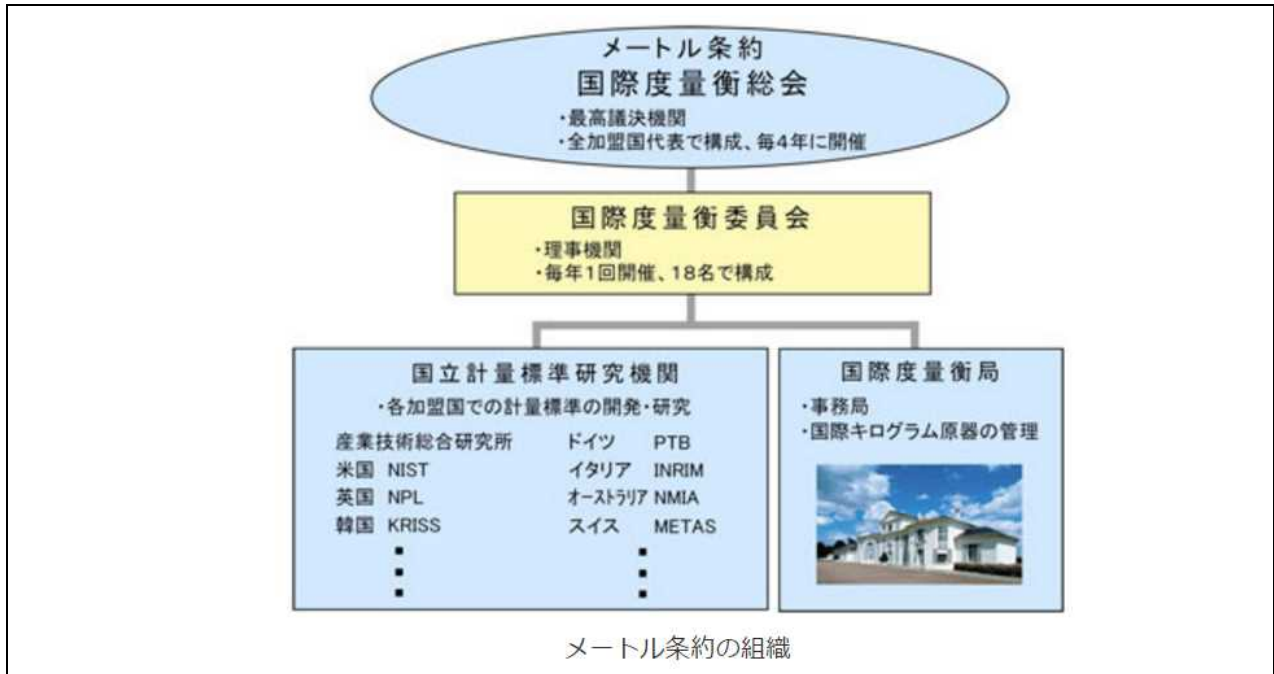 メートル条約
国際度量衡総会
・最高議決機関
・全加盟国代表で構成、毎4年に開催
国際度量衡委員会
・理事機関
・毎年1回開催、18名で構成
国立計量標準研究機関
・各加盟国での計量標準の開発・研究
産業技術総合研究所 ドイツ PTB
米国 NIST イタリア INRIM
英国 NPL オーストラリア NMIA
韓国 KRISS スイス METAS
国際度量衡局
・事務局
・国際キログラム原器の管理
メートル条約の組織